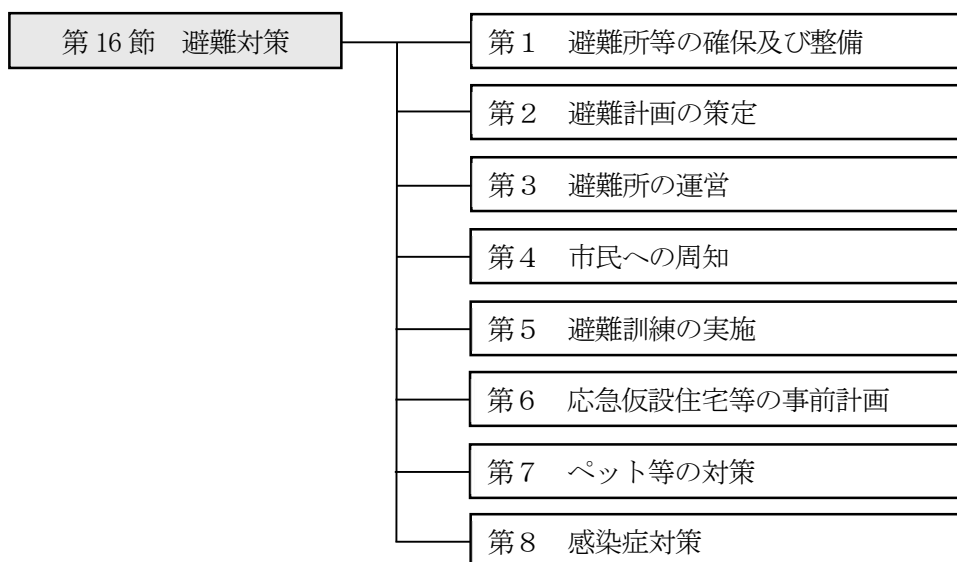 第16節 避難対策
第１ 避難所等の確保及び整備
第２ 避難計画の策定
第３ 避難所の運営
第４ 市民への周知
第５ 避難訓練の実施
第６ 応急仮設住宅等の事前計画
第７ ペット等の対策
第８ 感染症対策